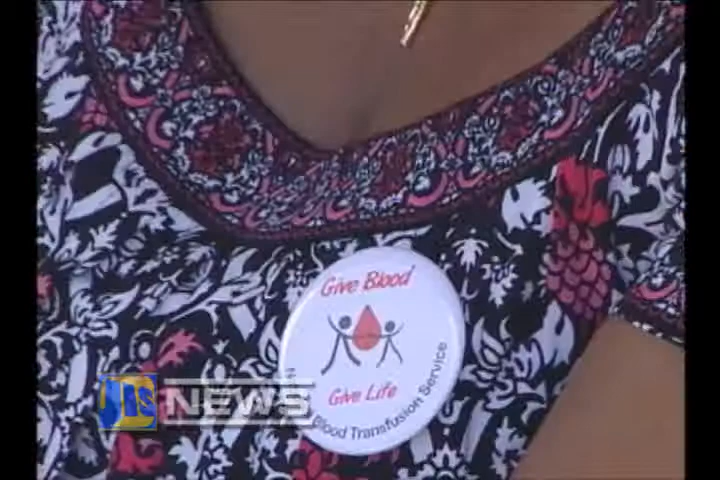 Give Blood
Give Life
Blood Transfusion Service
JIS NEWS